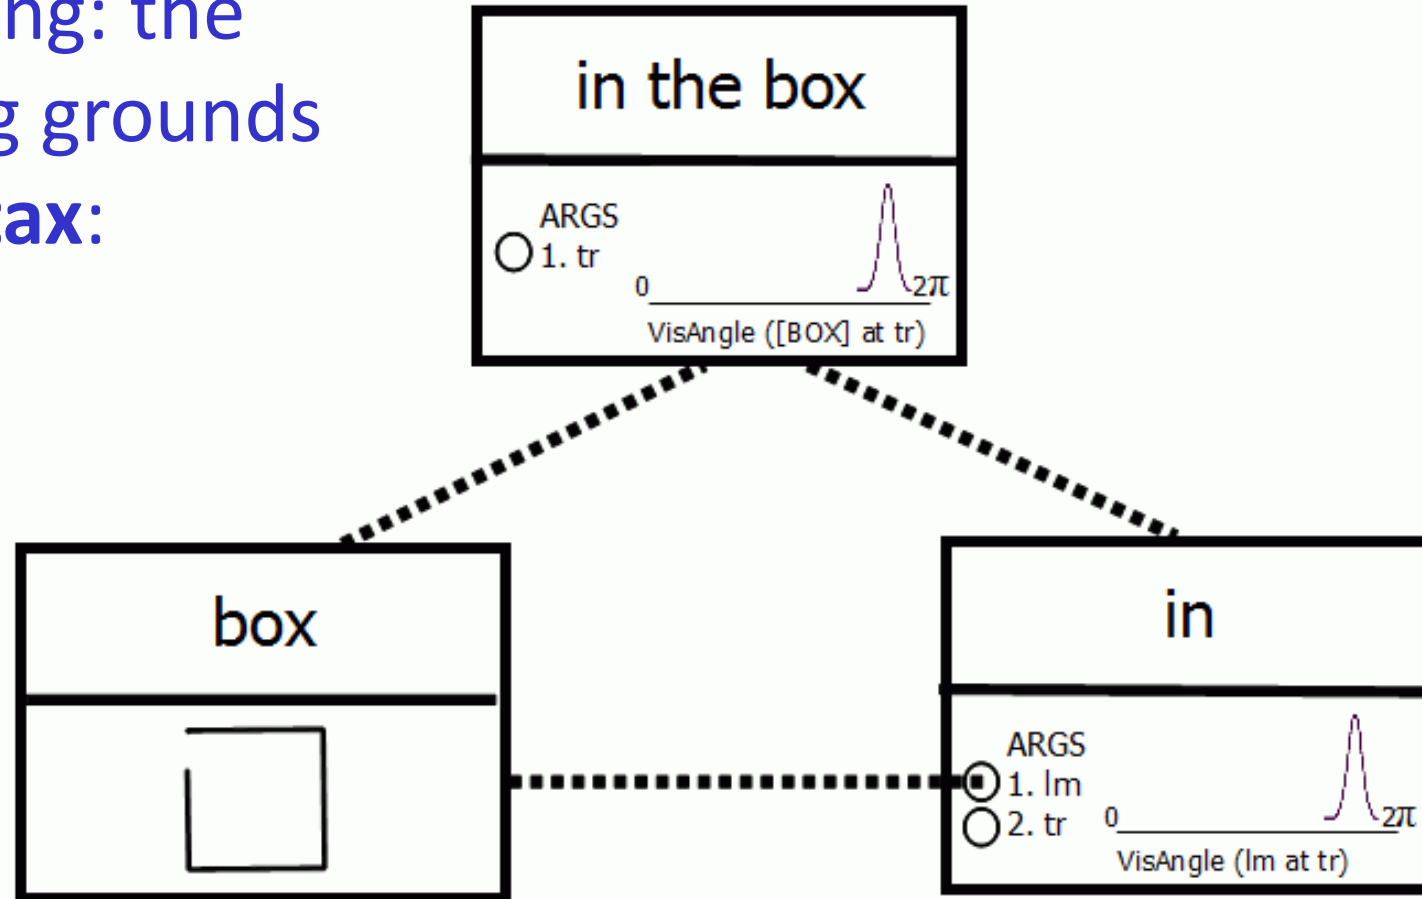 ng: the
g grounds
tax:
in the box
ARGS
1. tr
0
2π
VisAngle ([BOX] at tr)
box
in
ARGS
1. lm
2. tr
0
2π
VisAngle (lm at tr)